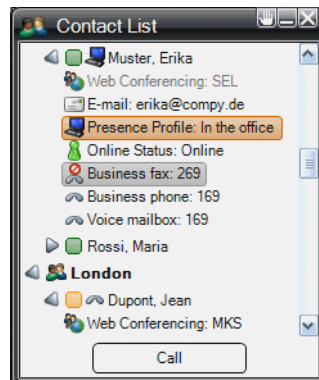 Contact List
Muster, Erika
Web Conferencing: SEL
E-mail: erika@compy.de
Presence Profile: In the office
Online Status: Online
Business fax: 269
Business phone: 169
Voice mailbox: 169
Rossi, Maria
London
Dupont, Jean
Web Conferencing: MKS
Call